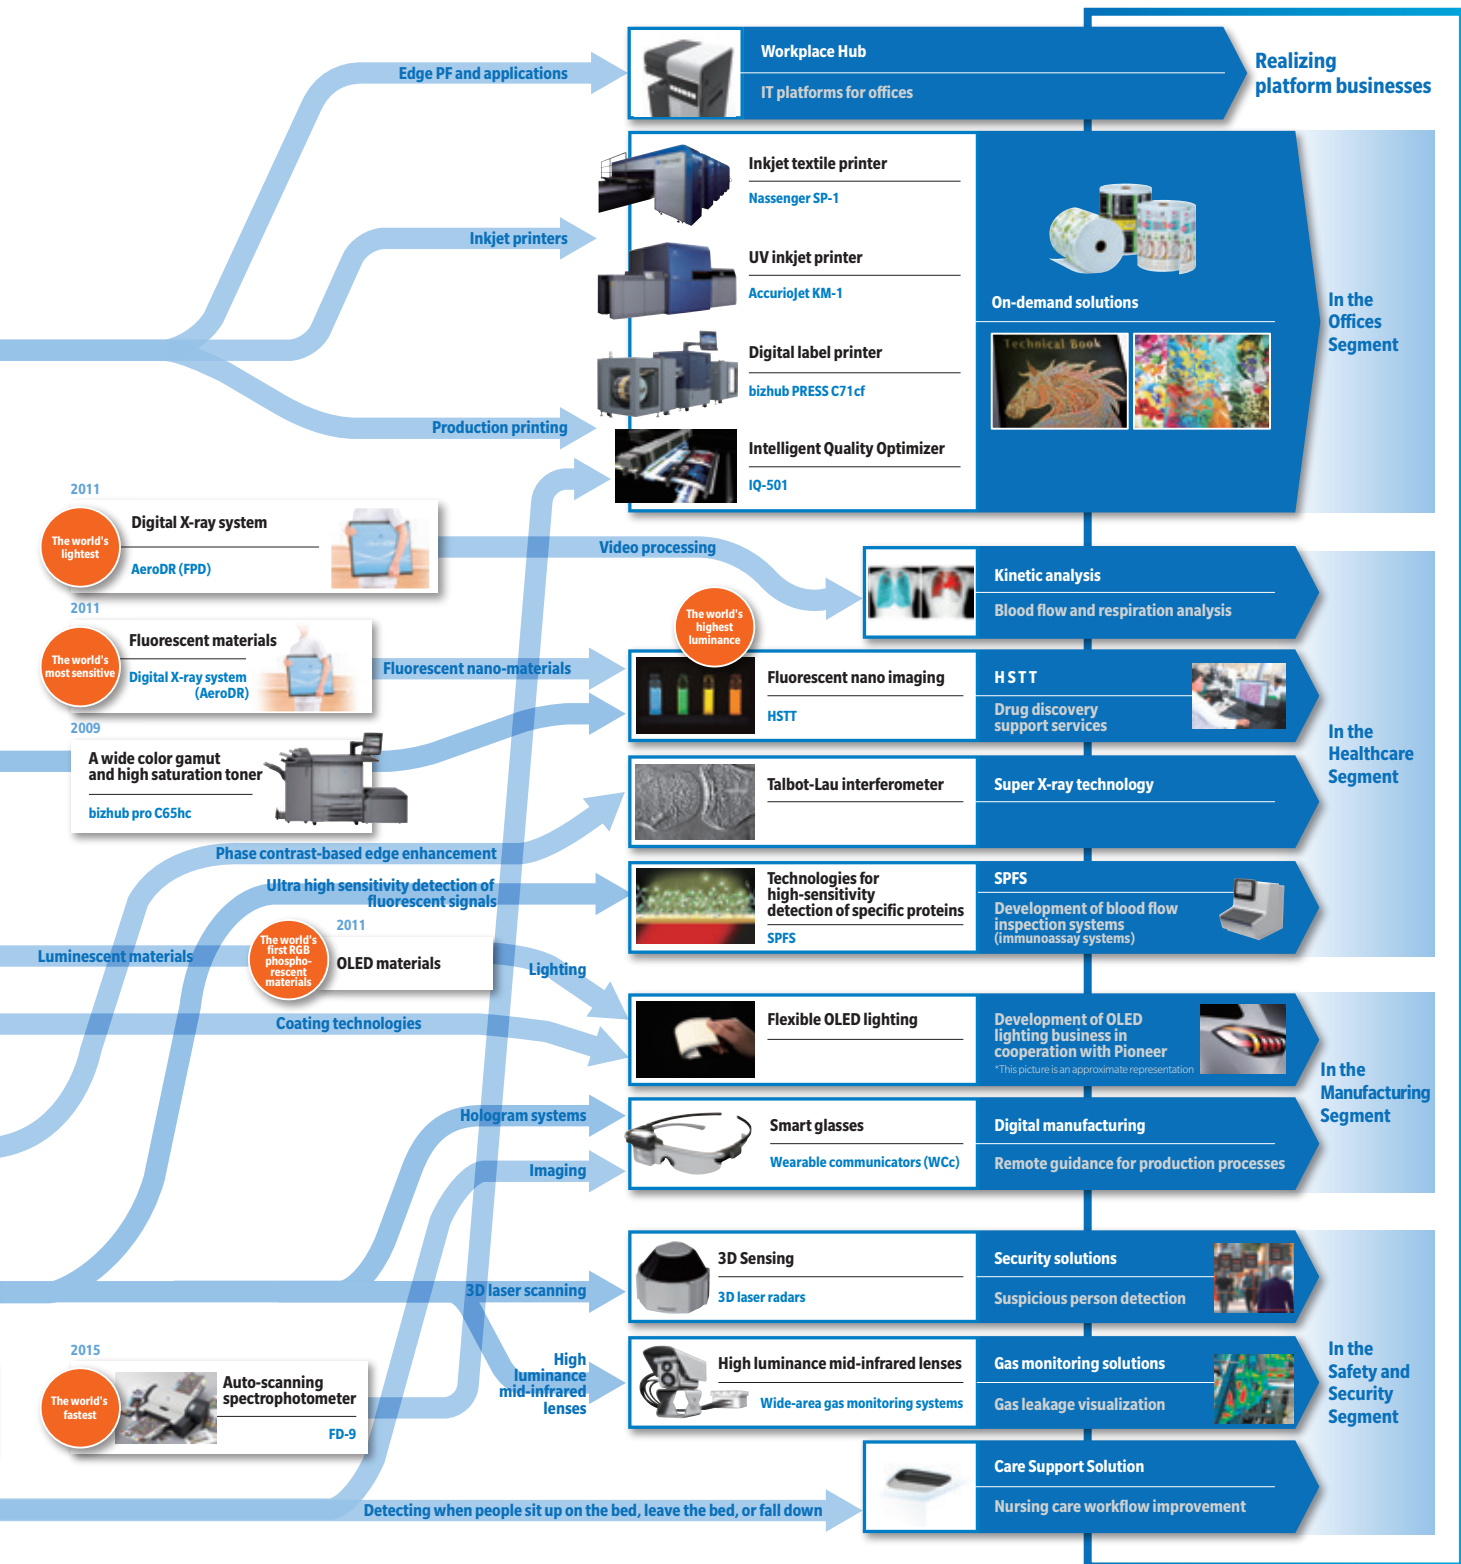 Edge PF and applications
Workplace Hub
IT platforms for offices
Realizing
platform businesses
Inkjet printers
Inkjet textile printer
Nassenger SP-1
UV inkjet printer
AccurioJet KM-1
Digital label printer
bizhub PRESS C71cf
Production printing
Intelligent Quality Optimizer
IQ-501
On-demand solutions
Technical Book
In the
Offices
Segment
2011
The world's
lightest
Digital X-ray system
AeroDR (FPD)
Video processing
Kinetic analysis
Blood flow and respiration analysis
2011
The world's
most sensitive
Fluorescent materials
Digital X-ray system
(AeroDR)
Fluorescent nano-materials
The world's
highest
luminance
Fluorescent nano imaging
HSTT
HSTT
Drug discovery
support services
2009
A wide color gamut
and high saturation toner
bizhub pro C65hc
Talbot-Lau interferometer
Super X-ray technology
In the
Healthcare
Segment
Phase contrast-based edge enhancement
Ultra high sensitivity detection of
fluorescent signals
Technologies for
high-sensitivity
detection of specific proteins
SPFS
SPFS
Development of blood flow
inspection systems
(immunoassay systems)
Luminescent materials
The world's
first RGB
phospho-
rescent
materials
2011
OLED materials
Lighting
Coating technologies
Flexible OLED lighting
Development of OLED
lighting business in
cooperation with Pioneer
*This picture is an approximate representation
In the
Manufacturing
Segment
Hologram systems
Imaging
Smart glasses
Wearable communicators (WCc)
Digital manufacturing
Remote guidance for production processes
3D laser scanning
3D Sensing
3D laser radars
Security solutions
Suspicious person detection
High
luminance
mid-infrared
lenses
High luminance mid-infrared lenses
Wide-area gas monitoring systems
Gas monitoring solutions
Gas leakage visualization
In the
Safety and
Security
Segment
2015
The world's
fastest
Auto-scanning
spectrophotometer
FD-9
Detecting when people sit up on the bed, leave the bed, or fall down
Care Support Solution
Nursing care workflow improvement